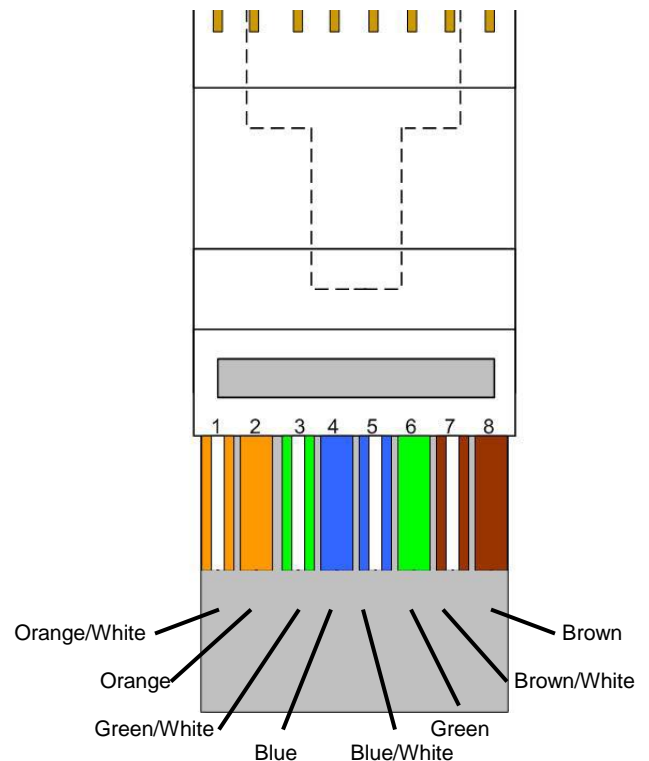 1 2 3 4 5 6 7 8
Orange/White
Brown
Orange
Brown/White
Green/White
Green
Blue
Blue/White